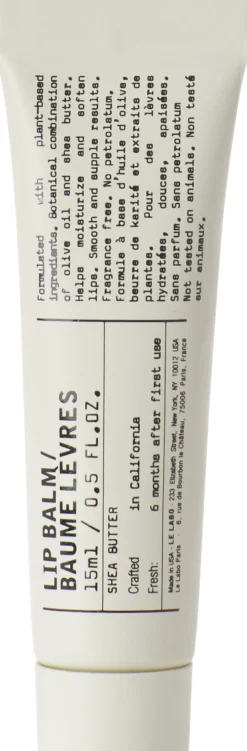 LIP BALM/
BAUME LÈVRES
15ml / 0.5 FL.OZ.
SHEA BUTTER
Crafted in California
Fresh: 6 months after first use
Made in USA - LE LABO - 233 Elizabeth Street, New York, NY 10012 USA
Le Labo Paris - 6, rue de Bourbon le Château, 75006 Paris, France
Formulated with plant-based
ingredients. Botanical combination
of olive oil and shea butter.
Helps moisturize and soften
lips. Smooth and supple results.
Fragrance free. No petrolatum.
Formule à base d'huile d'olive,
beurre de karité et extraits de
plantes. Pour des lèvres
hydratées, douces, apaisées.
Sans parfum. Sans petrolatum
Not tested on animals. Non testé
sur animaux.